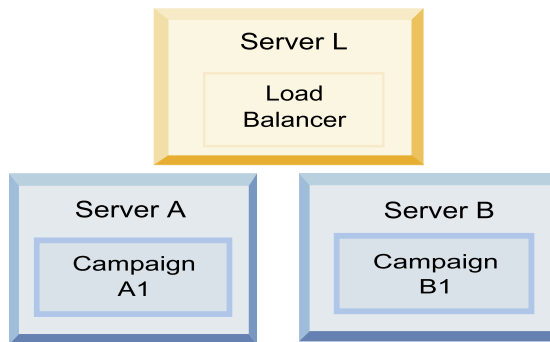 Server L
Load
Balancer
Server A
Campaign
A1
Server B
Campaign
B1